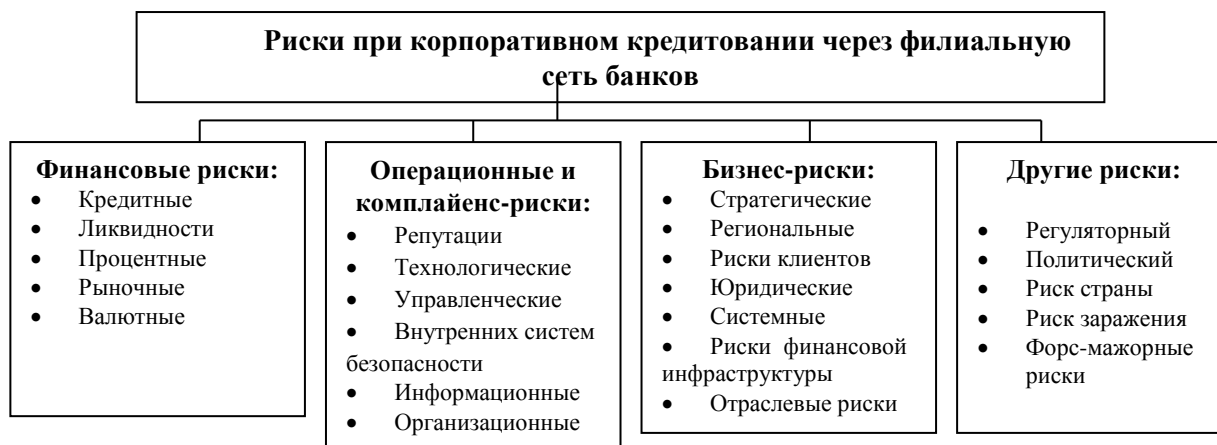 Риски при корпоративном кредитовании через филиальную
сеть банков
Финансовые риски:
• Кредитные
• Ликвидности
• Процентные
• Рыночные
• Валютные
Операционные и
комплайенс-риски:
• Репутации
• Технологические
• Управленческие
• Внутренних систем
безопасности
• Информационные
• Организационные
Бизнес-риски:
• Стратегические
• Региональные
• Риски клиентов
• Юридические
• Системные
• Риски финансовой
инфраструктуры
• Отраслевые риски
Другие риски:
• Регуляторный
• Политический
• Риск страны
• Риск заражения
• Форс-мажорные
риски